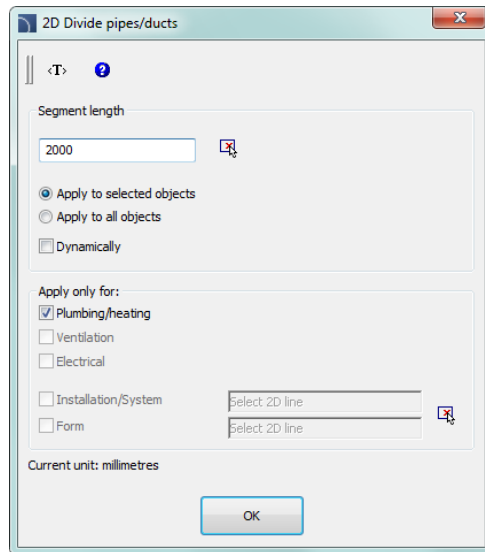 2D Divide pipes/ducts
<T>
Segment length
2000
Apply to selected objects
Apply to all objects
Dynamically
Apply only for:
Plumbing/heating
Ventilation
Electrical
Installation/System
Select 2D line
Form
Select 2D line
Current unit: millimetres
OK